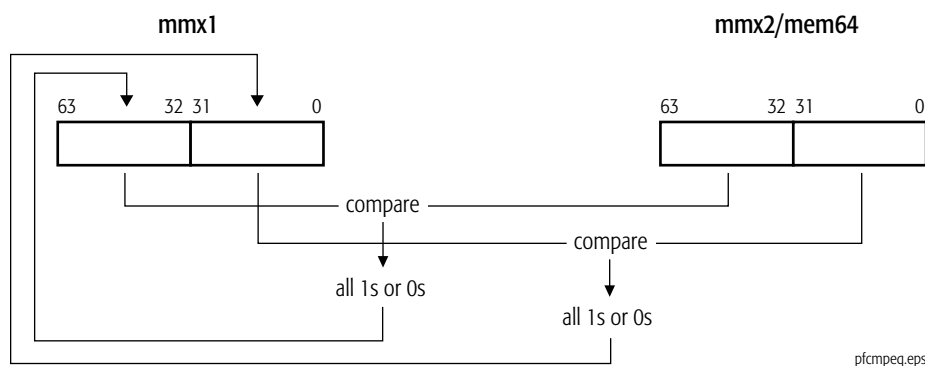 mmx1 mmx2/mem64
63 32 31 0 63 32 31 0
compare
compare
all 1s or 0s
all 1s or 0s
pfcmpeq.eps